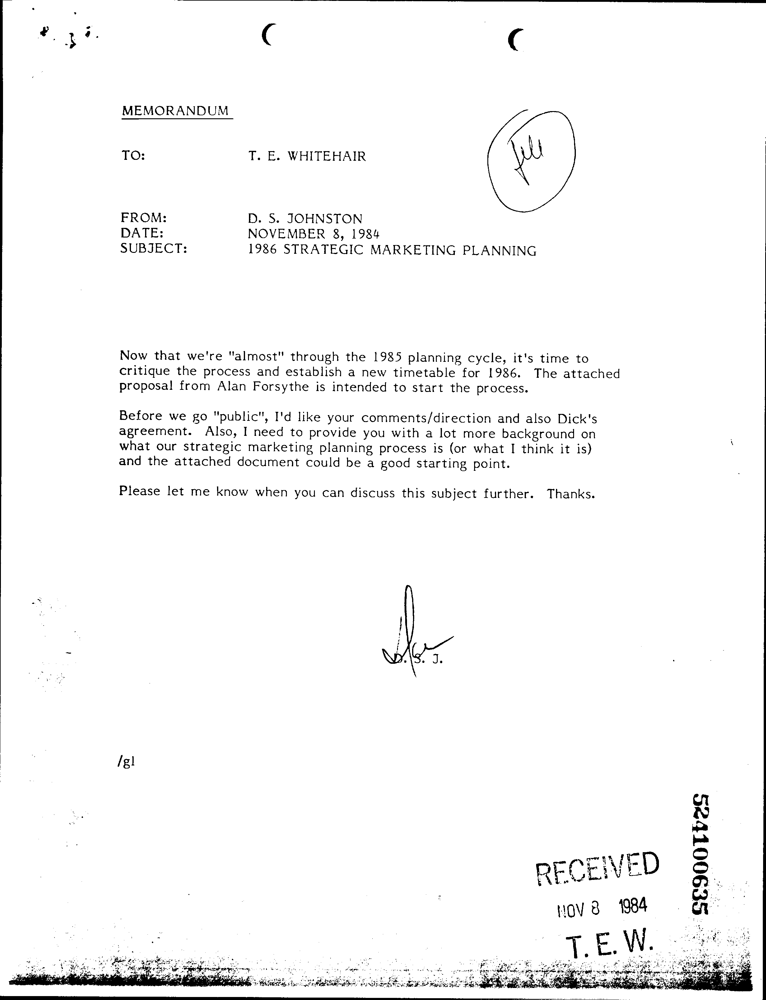 MEMORANDUM
file
TO: T. E. WHITEHAIR
FROM: D. S. JOHNSTON
DATE: NOVEMBER 8, 1984
SUBJECT: 1986 STRATEGIC MARKETING PLANNING
Now that we're "almost" through the 1985 planning cycle, it's time to
critique the process and establish a new timetable for 1986. The attached
proposal from Alan Forsythe is intended to start the process.
Before we go "public", I'd like your comments/direction and also Dick's
agreement. Also, I need to provide you with a lot more background on
what our strategic marketing planning process is (or what I think it is)
and the attached document could be a good starting point.
Please let me know when you can discuss this subject further. Thanks.
D. S. J.
/gl
524100635
RECEIVED
NOV 8 1984
T. E. W.